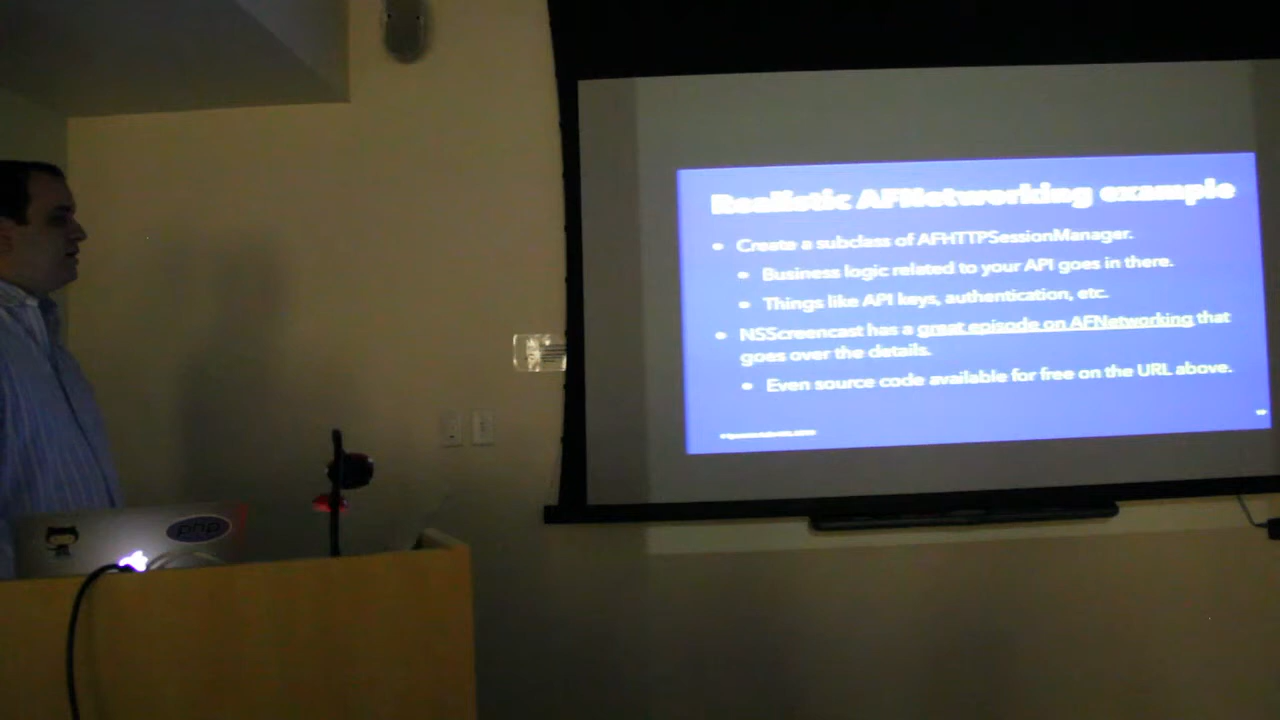 Realistic AFNetworking example
• Create a subclass of AFHTTPSessionManager.
• Business logic related to your API goes in there.
• Things like API keys, authentication, etc.
• NSScreencast has a great episode on AFNetworking that
goes over the details.
• Even source code available for free on the URL above.
php